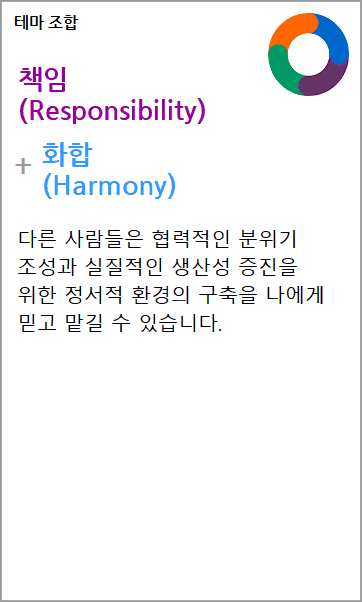 테마 조합
책임
(Responsibility)
+ 화합
(Harmony)
다른 사람들은 협력적인 분위기
조성과 실질적인 생산성 증진을
위한 정서적 환경의 구축을 나에게
믿고 맡길 수 있습니다.